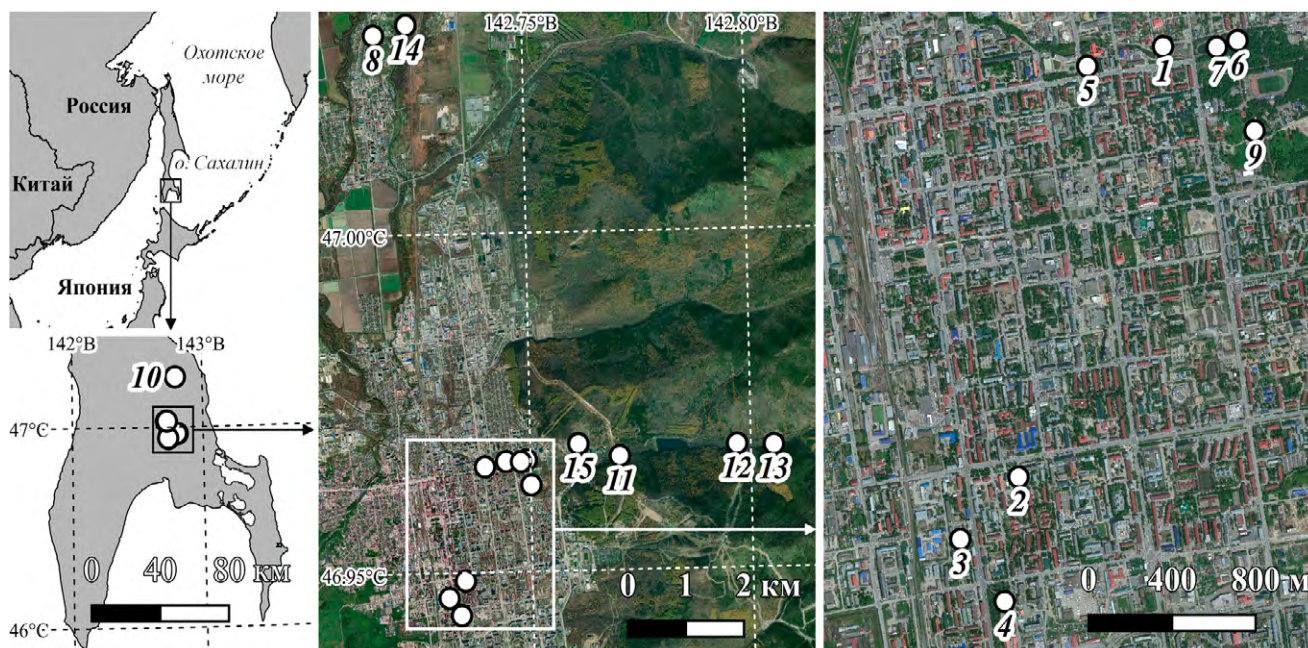 Охотское
море
Россия
о. Сахалин
Китай
Япония
142°В 143°В
10
47°С
0 40 80 км
46°С
142.75°В 142.80°В
8 14
47.00°С
15 11 12 13
46.95°С
0 1 2 км
5 1 7 6
9
2
3
4
0 400 800 м